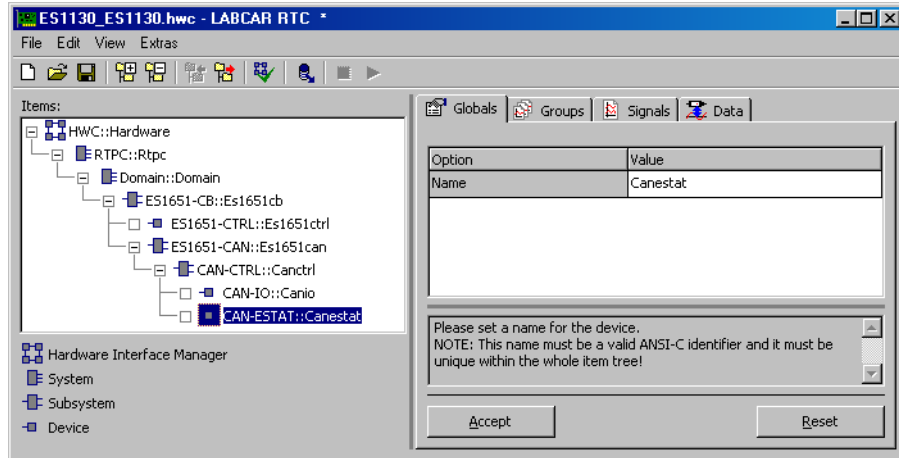 ES1130_ES1130.hwc - LABCAR RTC *
File Edit View Extras
Items:
HWC::Hardware
RTPC::Rtpc
Domain::Domain
ES1651-CB::Es1651cb
ES1651-CTRL::Es1651ctrl
ES1651-CAN::Es1651can
CAN-CTRL::Canctrl
CAN-IO::Canio
CAN-ESTAT::Canestat
Hardware Interface Manager
System
Subsystem
Device
Globals Groups Signals Data
Option Value
Name Canestat
Please set a name for the device.
NOTE: This name must be a valid ANSI-C identifier and it must be
unique within the whole item tree!
Accept Reset